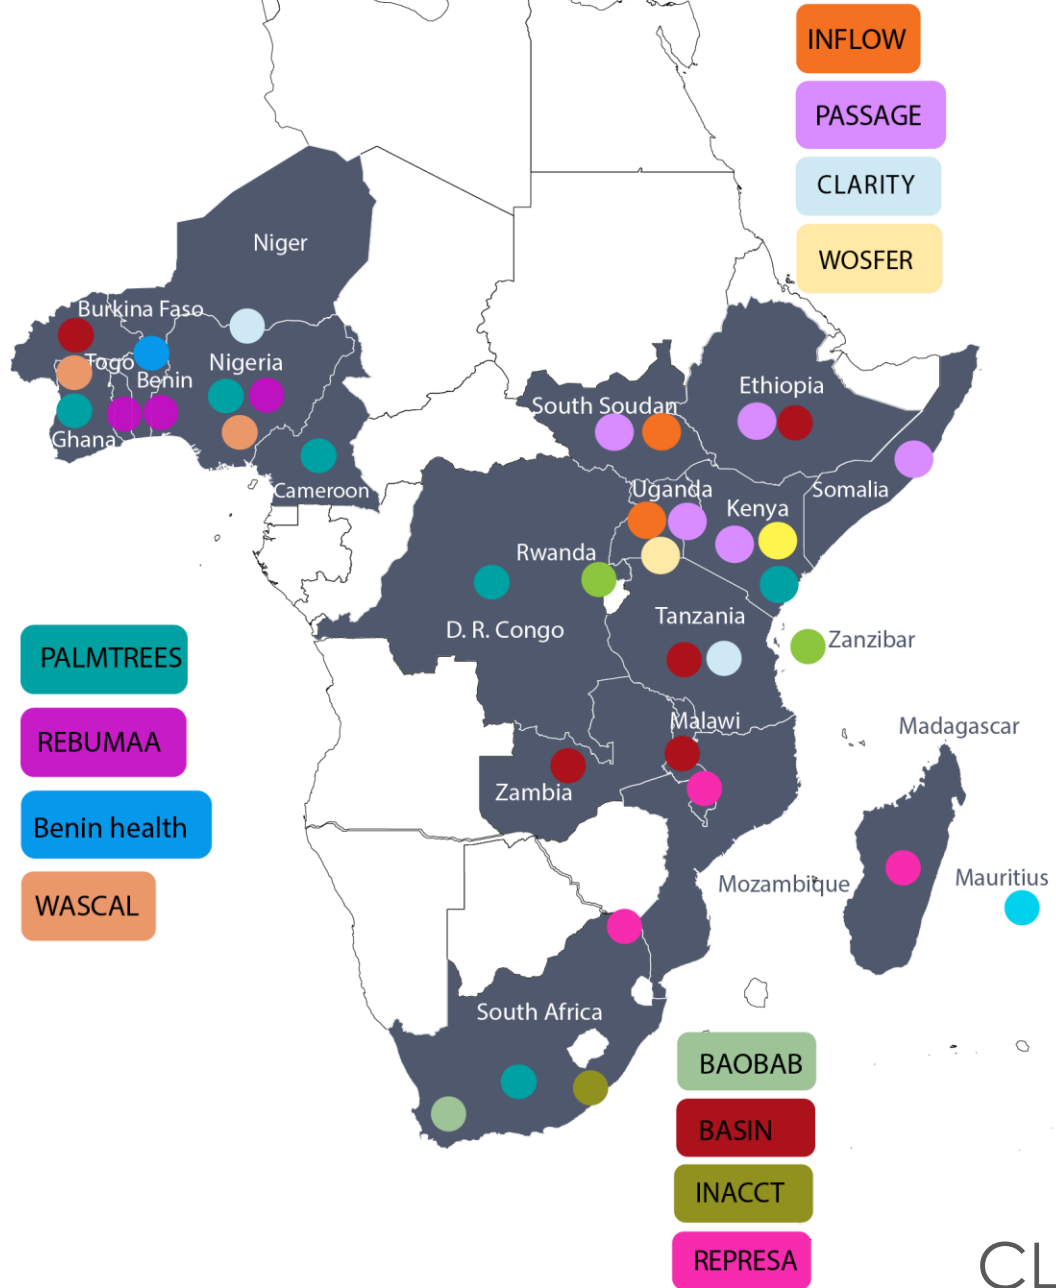 INFLOW
PASSAGE
CLARITY
WOSFER
Niger
Burkina Faso
Togo
Nigeria
Benin
Ghana
Cameroon
South Soudan
Ethiopia
Somalia
Uganda
Kenya
Rwanda
D. R. Congo
Tanzania
Zanzibar
PALMTREES
REBUMAA
Benin health
WASCAL
Malawi
Madagascar
Zambia
Mozambique
Mauritius
South Africa
BAOBAB
BASIN
INACCT
REPRESA
CL